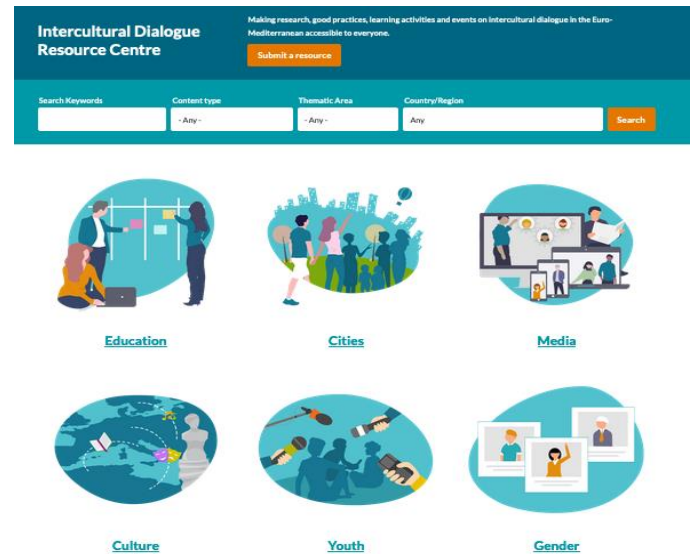 Intercultural Dialogue
Resource Centre
Making research, good practices, learning activities and events on intercultural dialogue in the Euro-
Mediterranean accessible to everyone.
Submit a resource
Search Keywords
Content type
Thematic Area
Country/Region
- Any -
- Any -
Any
Search
Education
Cities
Media
Culture
Youth
Gender